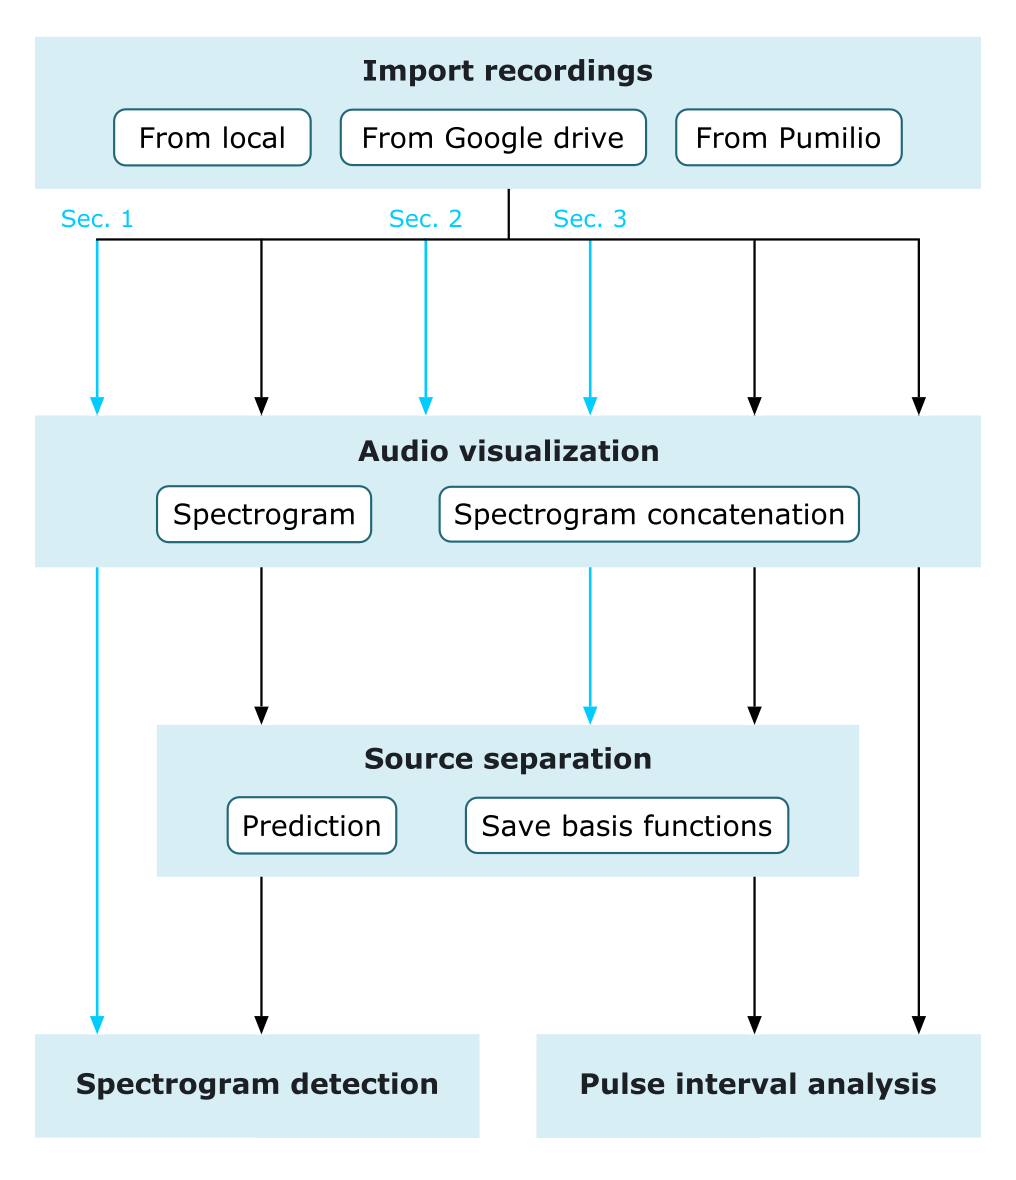 Import recordings
From local
From Google drive
From Pumilio
Sec. 1
Sec. 2
Sec. 3
Audio visualization
Spectrogram
Spectrogram concatenation
Source separation
Prediction
Save basis functions
Spectrogram detection
Pulse interval analysis